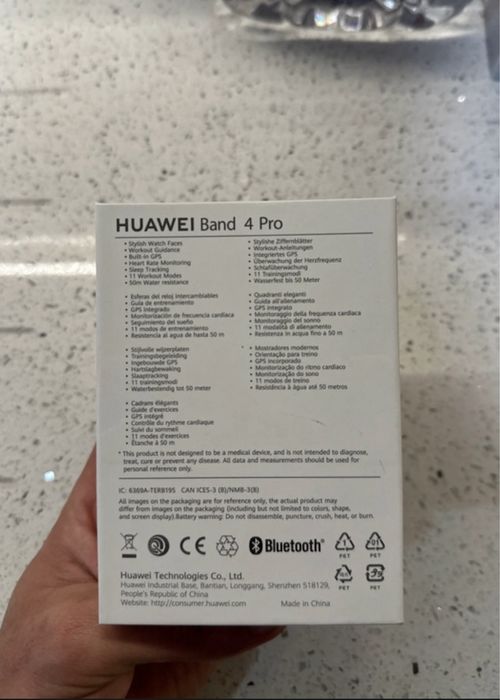 HUAWEI Band 4 Pro
• Stylish Watch Faces
• Workout Guidance
• Built-in GPS
• Heart Rate Monitoring
• Sleep Tracking
• 11 Workout Modes
• 50m Water resistance
• Stylishe Ziffernblätter
• Workout-Anleitungen
• Integriertes GPS
• Überwachung der Herzfrequenz
• Schlafüberwachung
• 11 Trainingsmodi
• Wasserfest bis 50 Meter
• Esferas del reloj intercambiables
• Guía de entrenamiento
• GPS integrado
• Monitorización de frecuencia cardíaca
• Seguimiento del sueño
• 11 modos de entrenamiento
• Resistencia al agua de hasta 50 m
• Quadranti eleganti
• Guida all'allenamento
• GPS integrato
• Monitoraggio della frequenza cardiaca
• Monitoraggio del sonno
• 11 modalità di allenamento
• Resistenza in acqua fino a 50 m
• Stijlvolle wijzerplaten
• Trainingsbegeleiding
• Ingebouwde GPS
• Hartslagbewaking
• Slaaptracking
• 11 trainingsmodi
• Waterbestendig tot 50 meter
• Mostradores modernos
• Orientação para treino
• GPS incorporado
• Monitorização do ritmo cardíaco
• Monitorização do sono
• 11 modos de treino
• Resistência à água até 50 metros
• Cadrans élégants
• Guide d'exercices
• GPS intégré
• Contrôle du rythme cardiaque
• Suivi du sommeil
• 11 modes d'exercices
• Étanche à 50 m
* This product is not designed to be a medical device, and is not intended to diagnose,
treat, cure or prevent any disease. All data and measurements should be used for
personal reference only.
IC: 6369A-TERB19S CAN ICES-3 (B)/NMB-3(B)
All images on the packaging are for reference only, the actual product may
differ from images on the packaging (including but not limited to colors, shape,
and screen display).Battery warning: Do not disassemble, puncture, crush, heat, or burn.
CE
Bluetooth®
1
PET
01
PET
PET
PET
Huawei Technologies Co., Ltd.
Huawei Industrial Base, Bantian, Longgang, Shenzhen 518129,
People's Republic of China
Website: http://consumer.huawei.com
Made in China